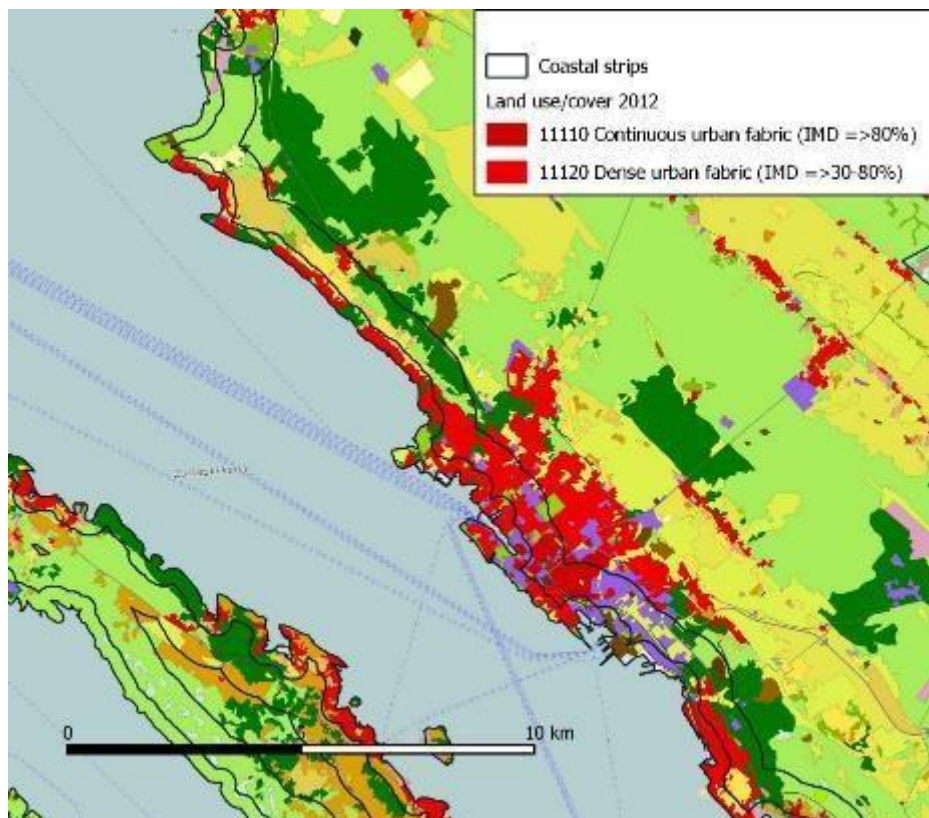 Coastal strips
Land use/cover 2012
11110 Continuous urban fabric (IMD =>80%)
11120 Dense urban fabric (IMD =>30-80%)
0
10 km